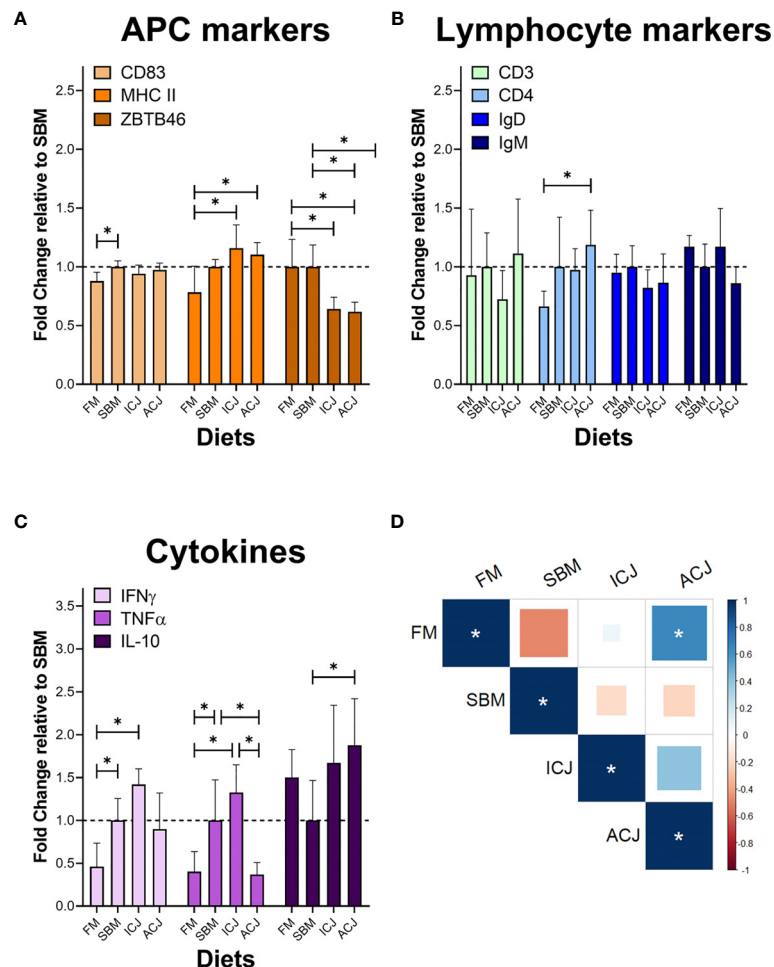 A
APC markers
CD83
MHC II
ZBTB46
Fold Change relative to SBM
2.5
2.0
1.5
1.0
0.5
0.0
* * * * * * *
FM SBM ICJ ACJ FM SBM ICJ ACJ FM SBM ICJ ACJ
Diets
B
Lymphocyte markers
CD3
CD4
IgD
IgM
Fold Change relative to SBM
2.5
2.0
1.5
1.0
0.5
0.0
*
FM SBM ICJ ACJ FM SBM ICJ ACJ FM SBM ICJ ACJ FM SBM ICJ ACJ
Diets
C
Cytokines
IFNγ
TNFα
IL-10
Fold Change relative to SBM
3.5
3.0
2.5
2.0
1.5
1.0
0.5
0.0
* * * * * * *
FM SBM ICJ ACJ FM SBM ICJ ACJ FM SBM ICJ ACJ
Diets
D
FM SBM ICJ ACJ
FM * *
SBM *
ICJ *
ACJ *
1
0.8
0.6
0.4
0.2
0
-0.2
-0.4
-0.6
-0.8
-1